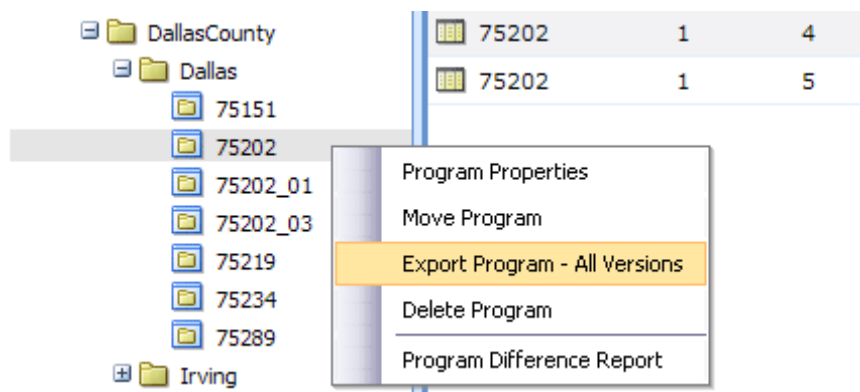 DallasCounty
Dallas
75151
75202
75202_01
75202_03
75219
75234
75289
Irving
75202 1 4
75202 1 5
Program Properties
Move Program
Export Program - All Versions
Delete Program
Program Difference Report